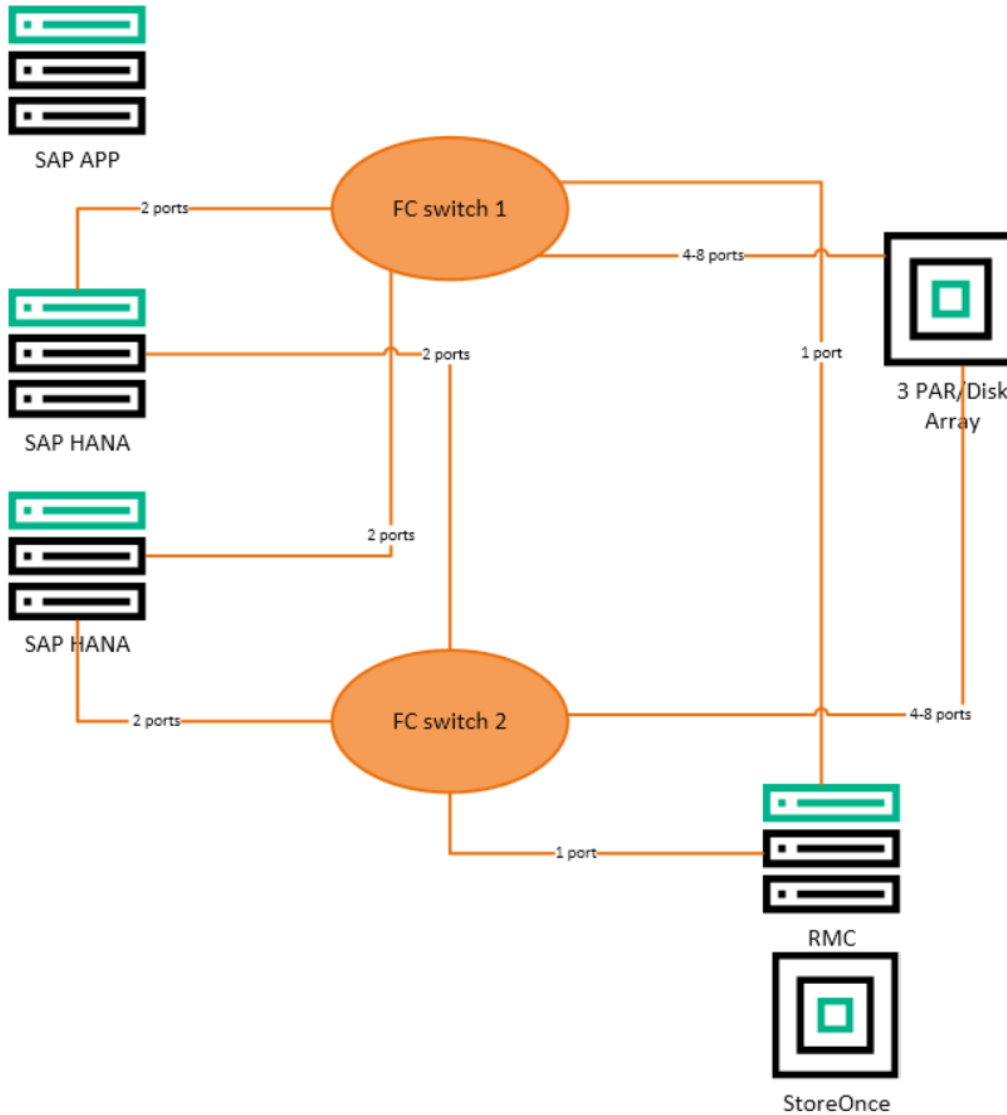 SAP APP
2 ports
FC switch 1
4-8 ports
2 ports
1 port
3 PAR/Disk
Array
SAP HANA
2 ports
SAP HANA
2 ports
FC switch 2
4-8 ports
1 port
RMC
StoreOnce